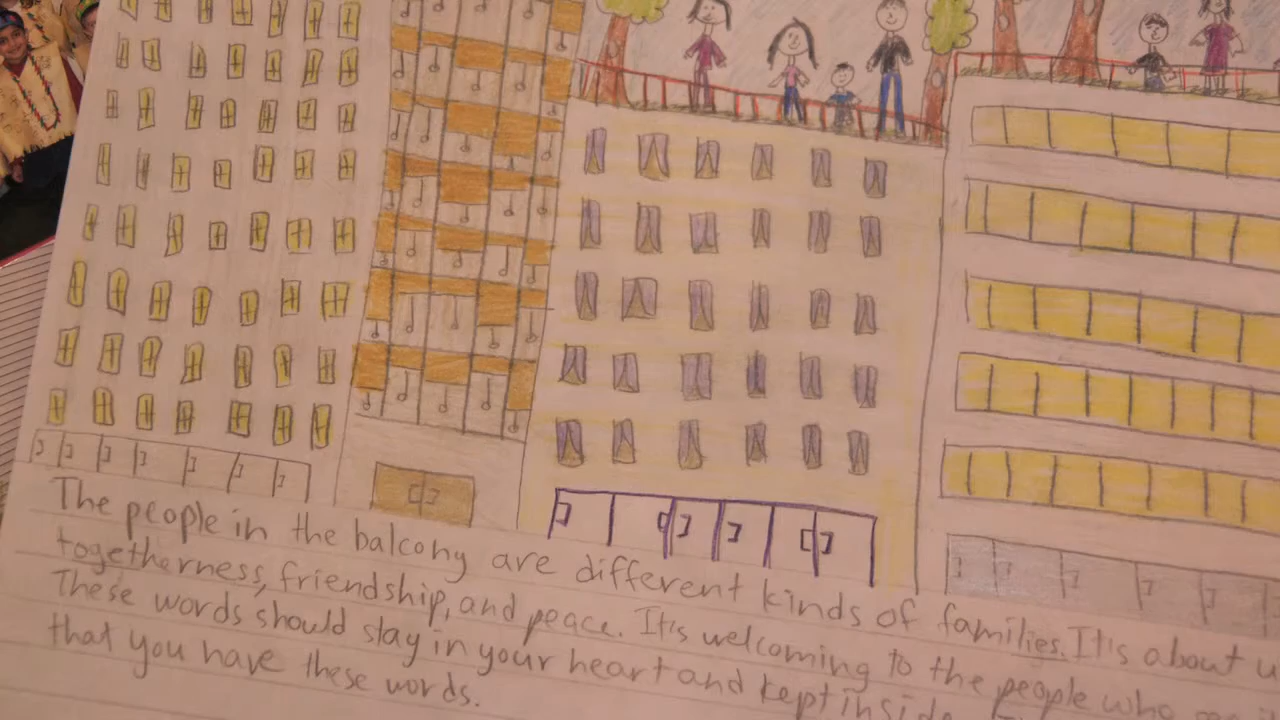 The people in the balcony are different kinds of families. It's about
togetherness, friendship, and peace. It's welcoming to the people who
These words should stay in your heart and kept inside
that you have these words.